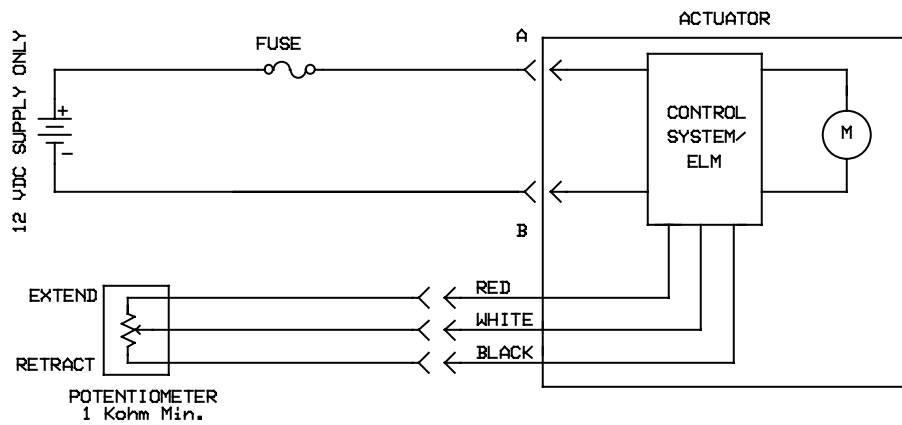 ACTUATOR
A
FUSE
12 VDC SUPPLY ONLY
+
-
CONTROL
SYSTEM/
ELM
M
B
EXTEND
RED
WHITE
RETRACT
BLACK
POTENTIOMETER
1 Kohm Min.